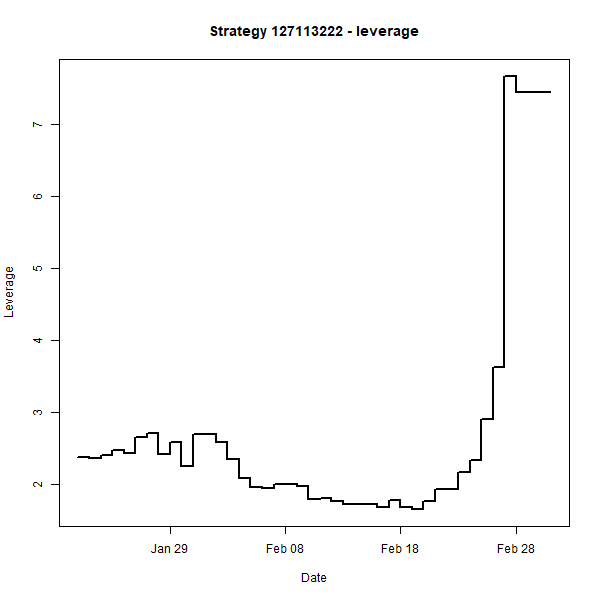 Strategy 127113222 - leverage
7
6
5
4
3
2
Leverage
Jan 29
Feb 08
Feb 18
Feb 28
Date